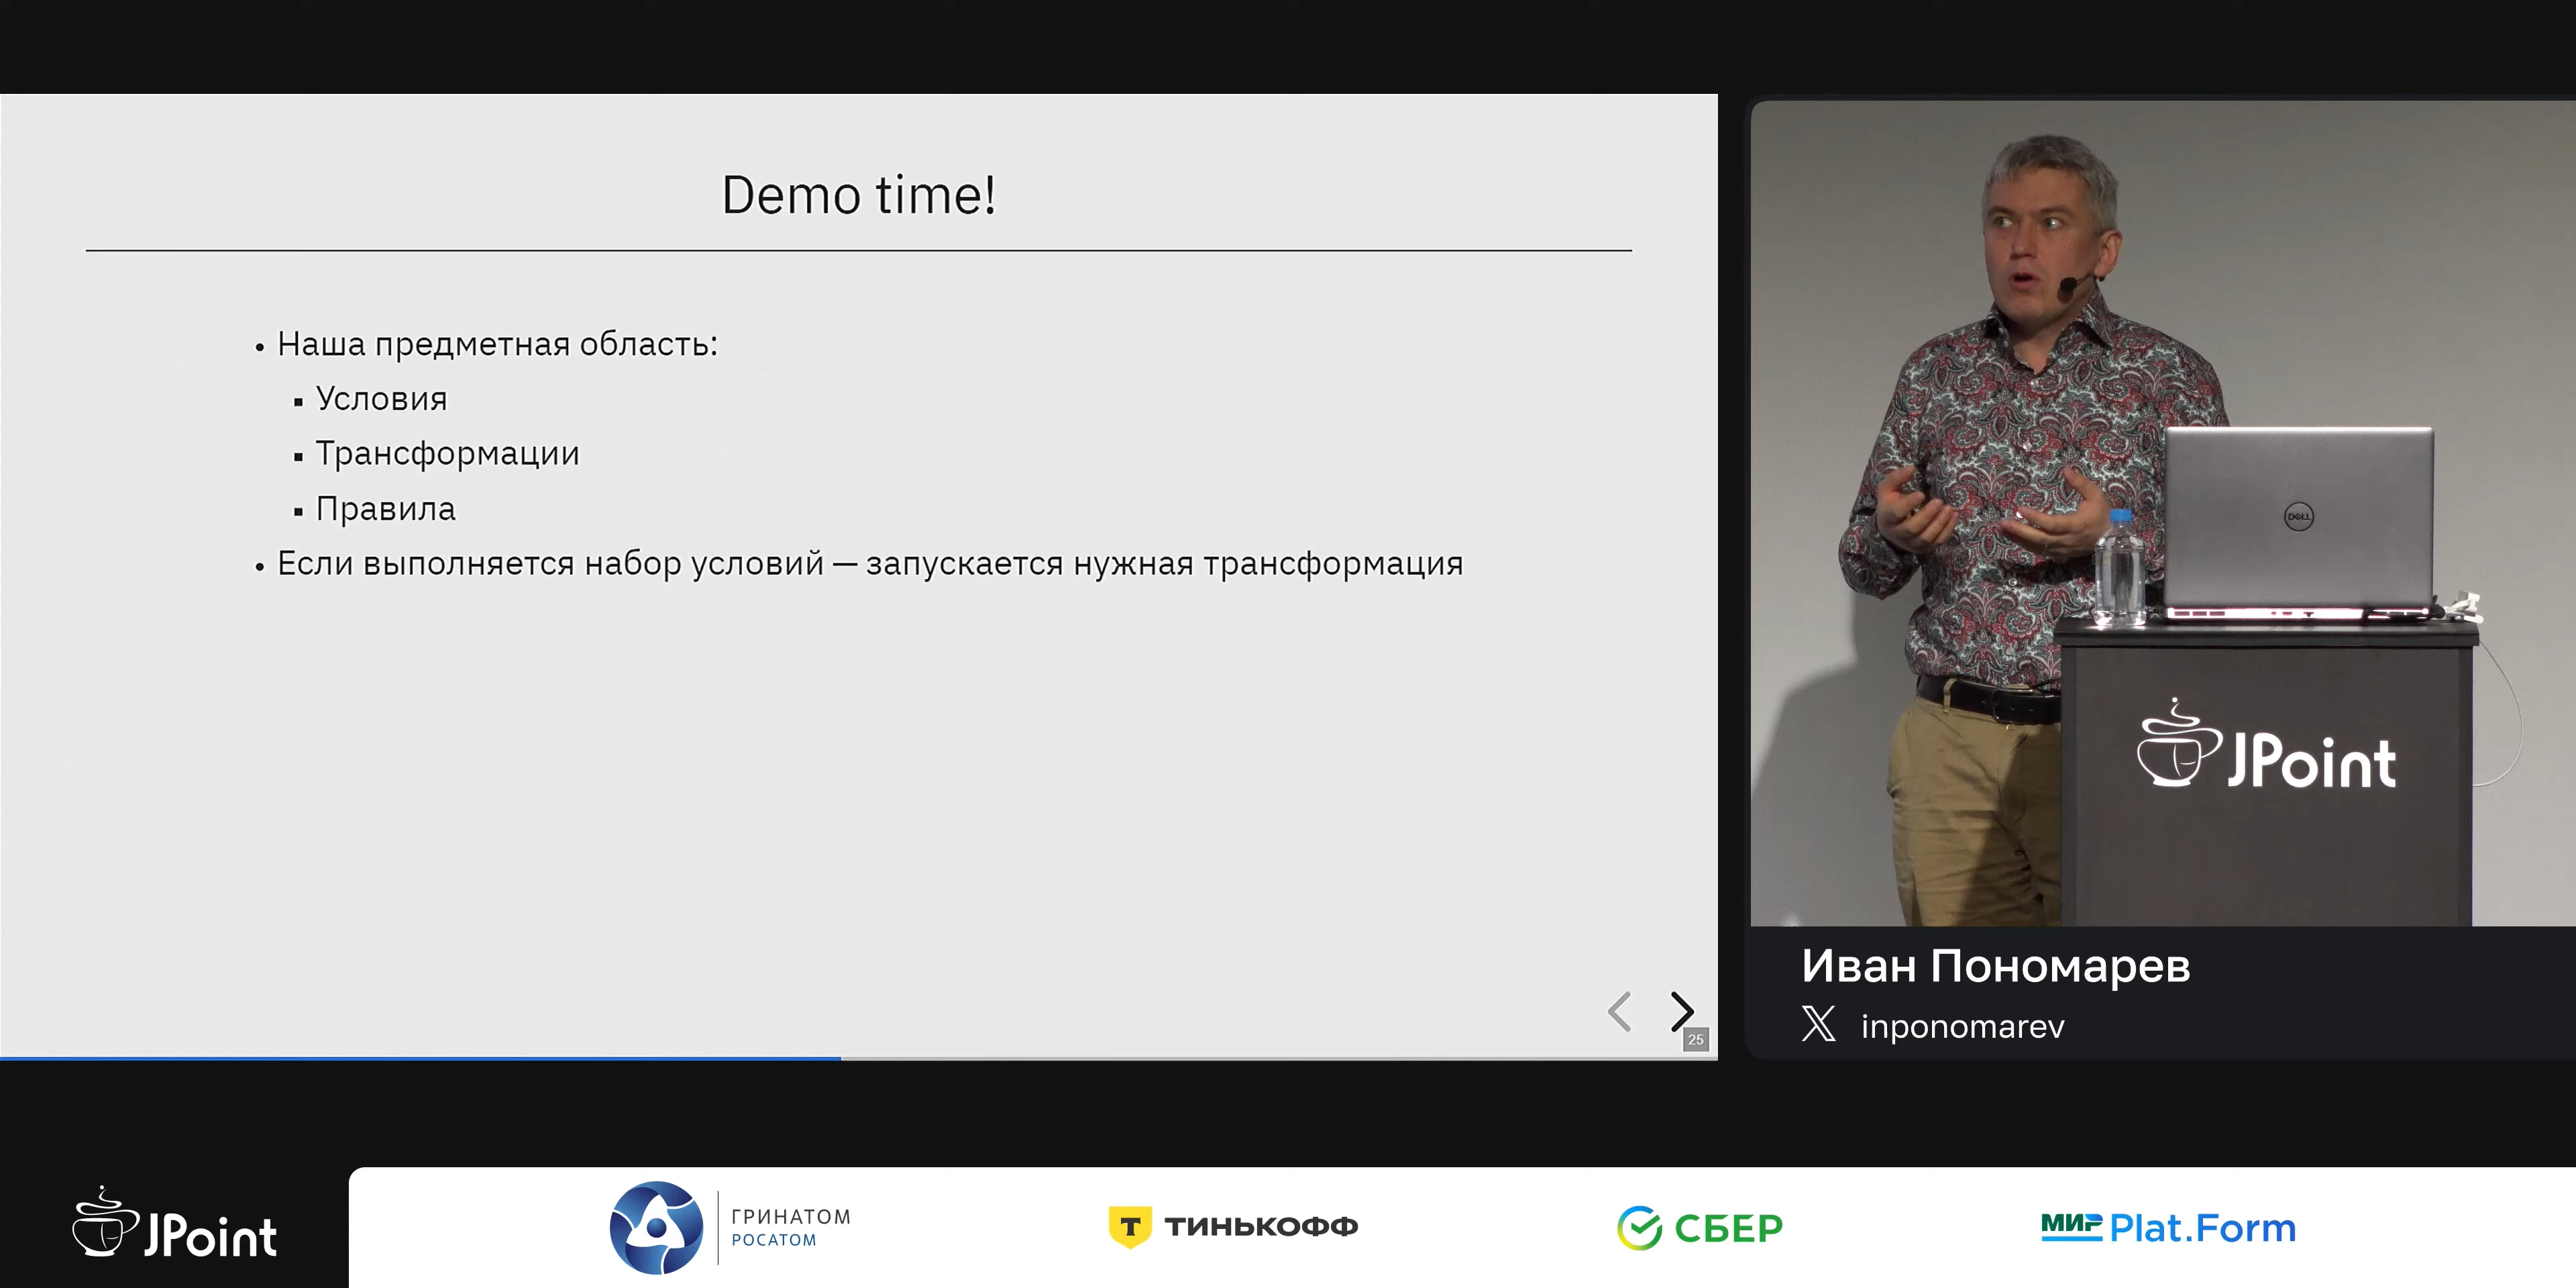 Demo time!
Наша предметная область:
Условия
Трансформации
Правила
Если выполняется набор условий — запускается нужная трансформация
25
DELL
JPoint
Иван Пономарев
inponomarev
JPoint
ГРИНАТОМ
РОСАТОМ
Т ТИНЬКОФФ
СБЕР
МИР Plat.Form